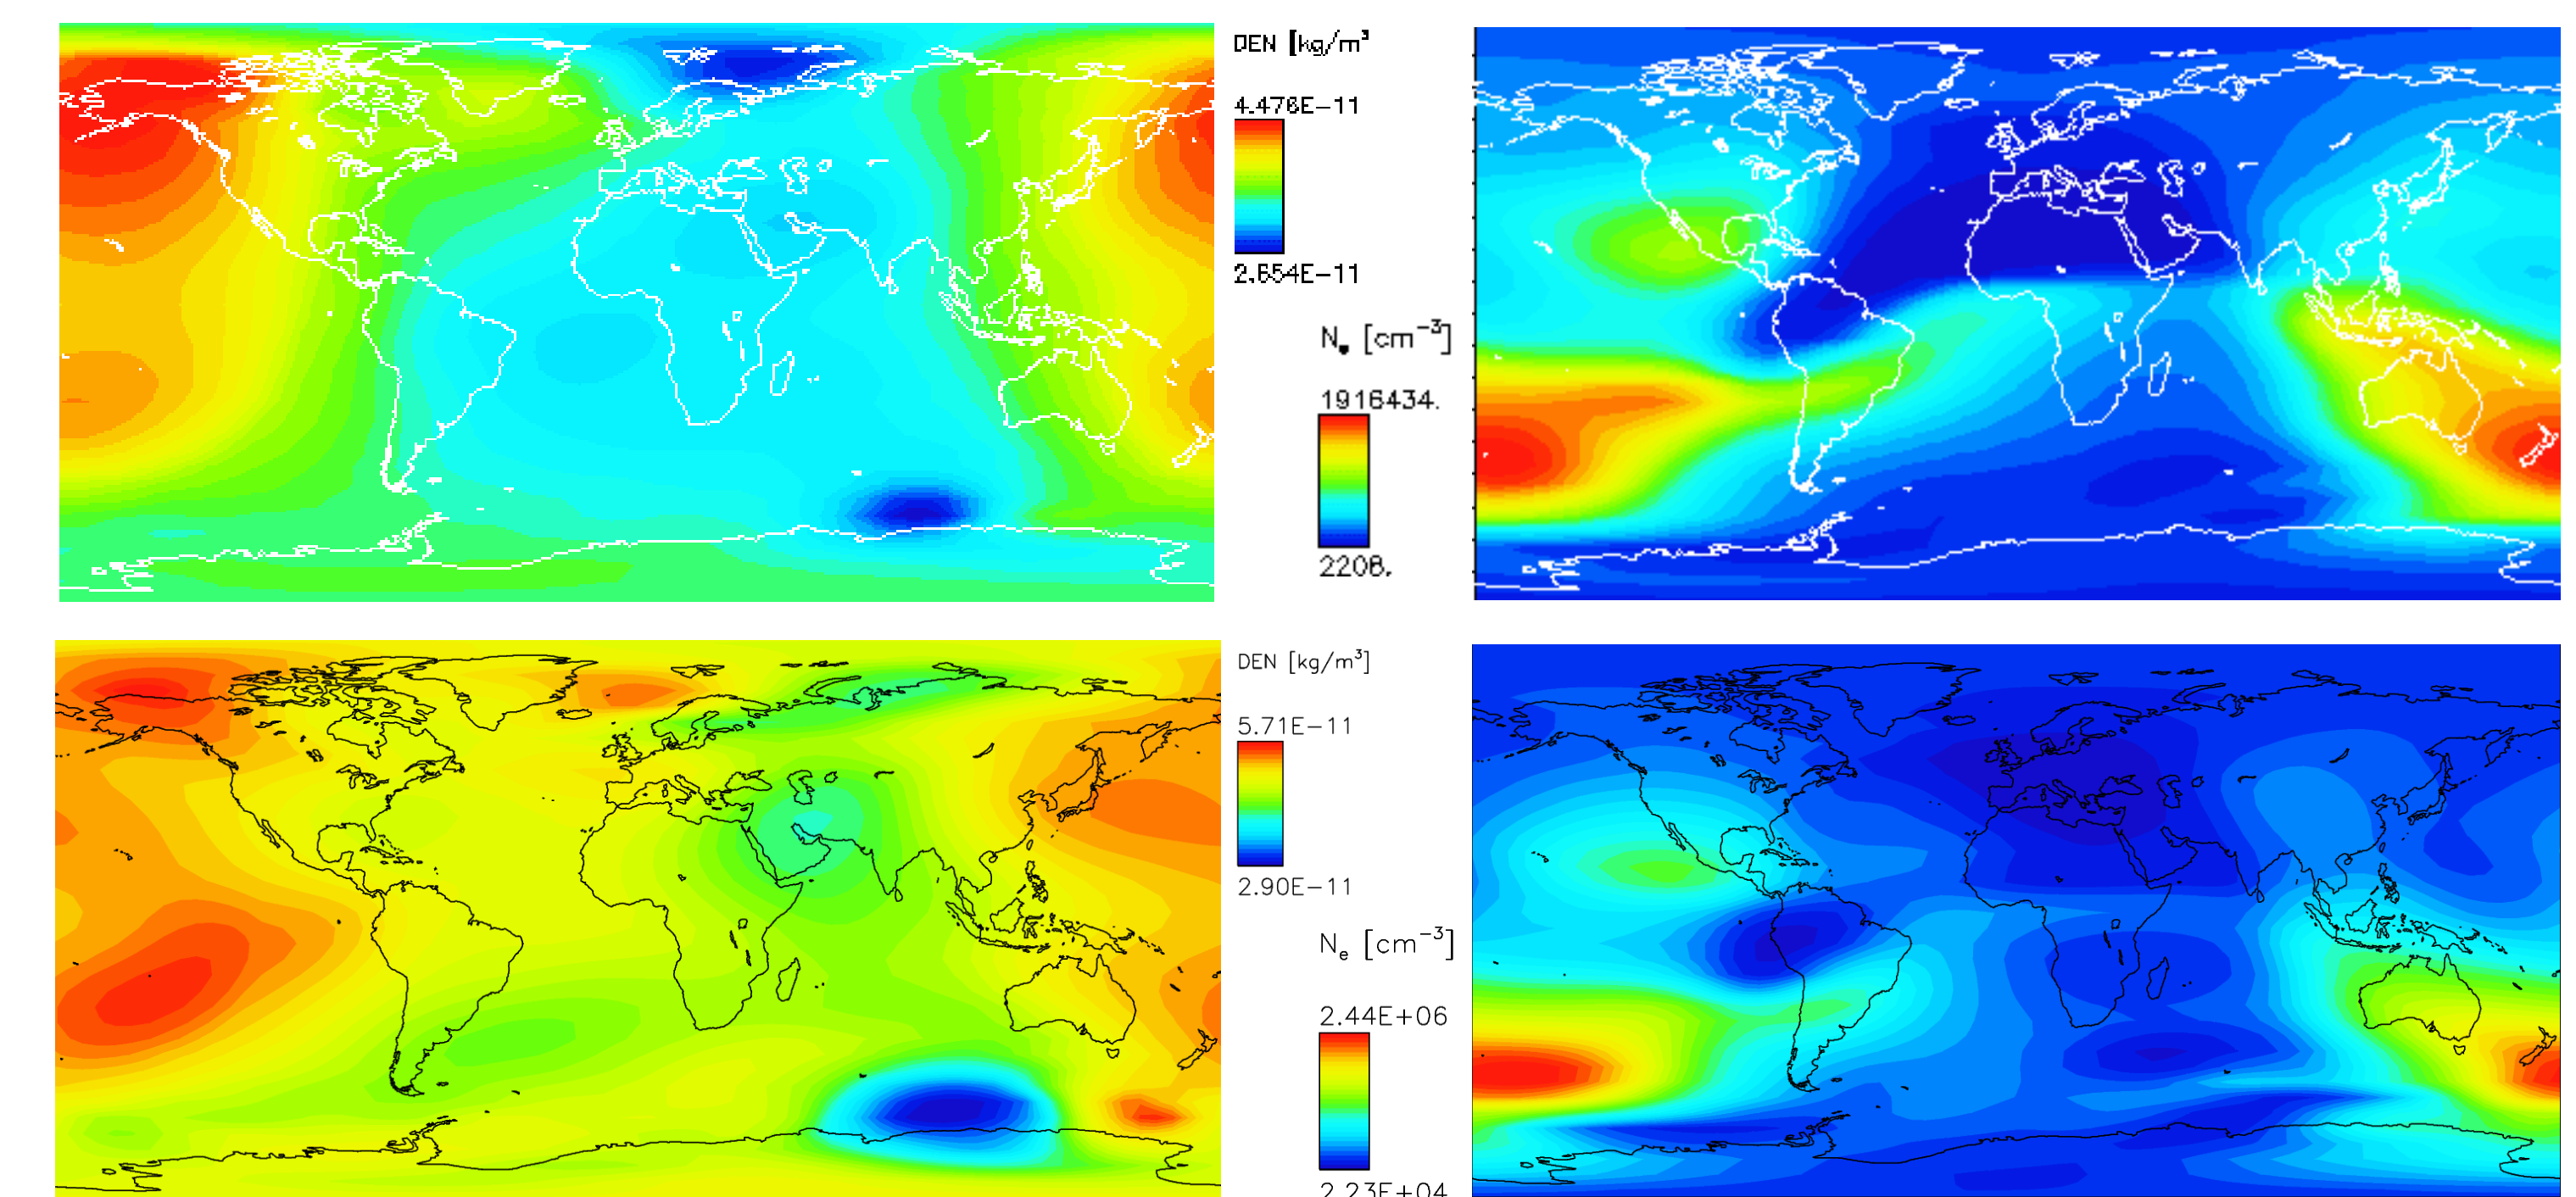 DEN [kg/m³
4.476E-11
2.654E-11
Ne [cm⁻³]
1916434.
2208.
DEN [kg/m³]
5.71E-11
2.90E-11
Ne [cm⁻³]
2.44E+06
2.23E+04